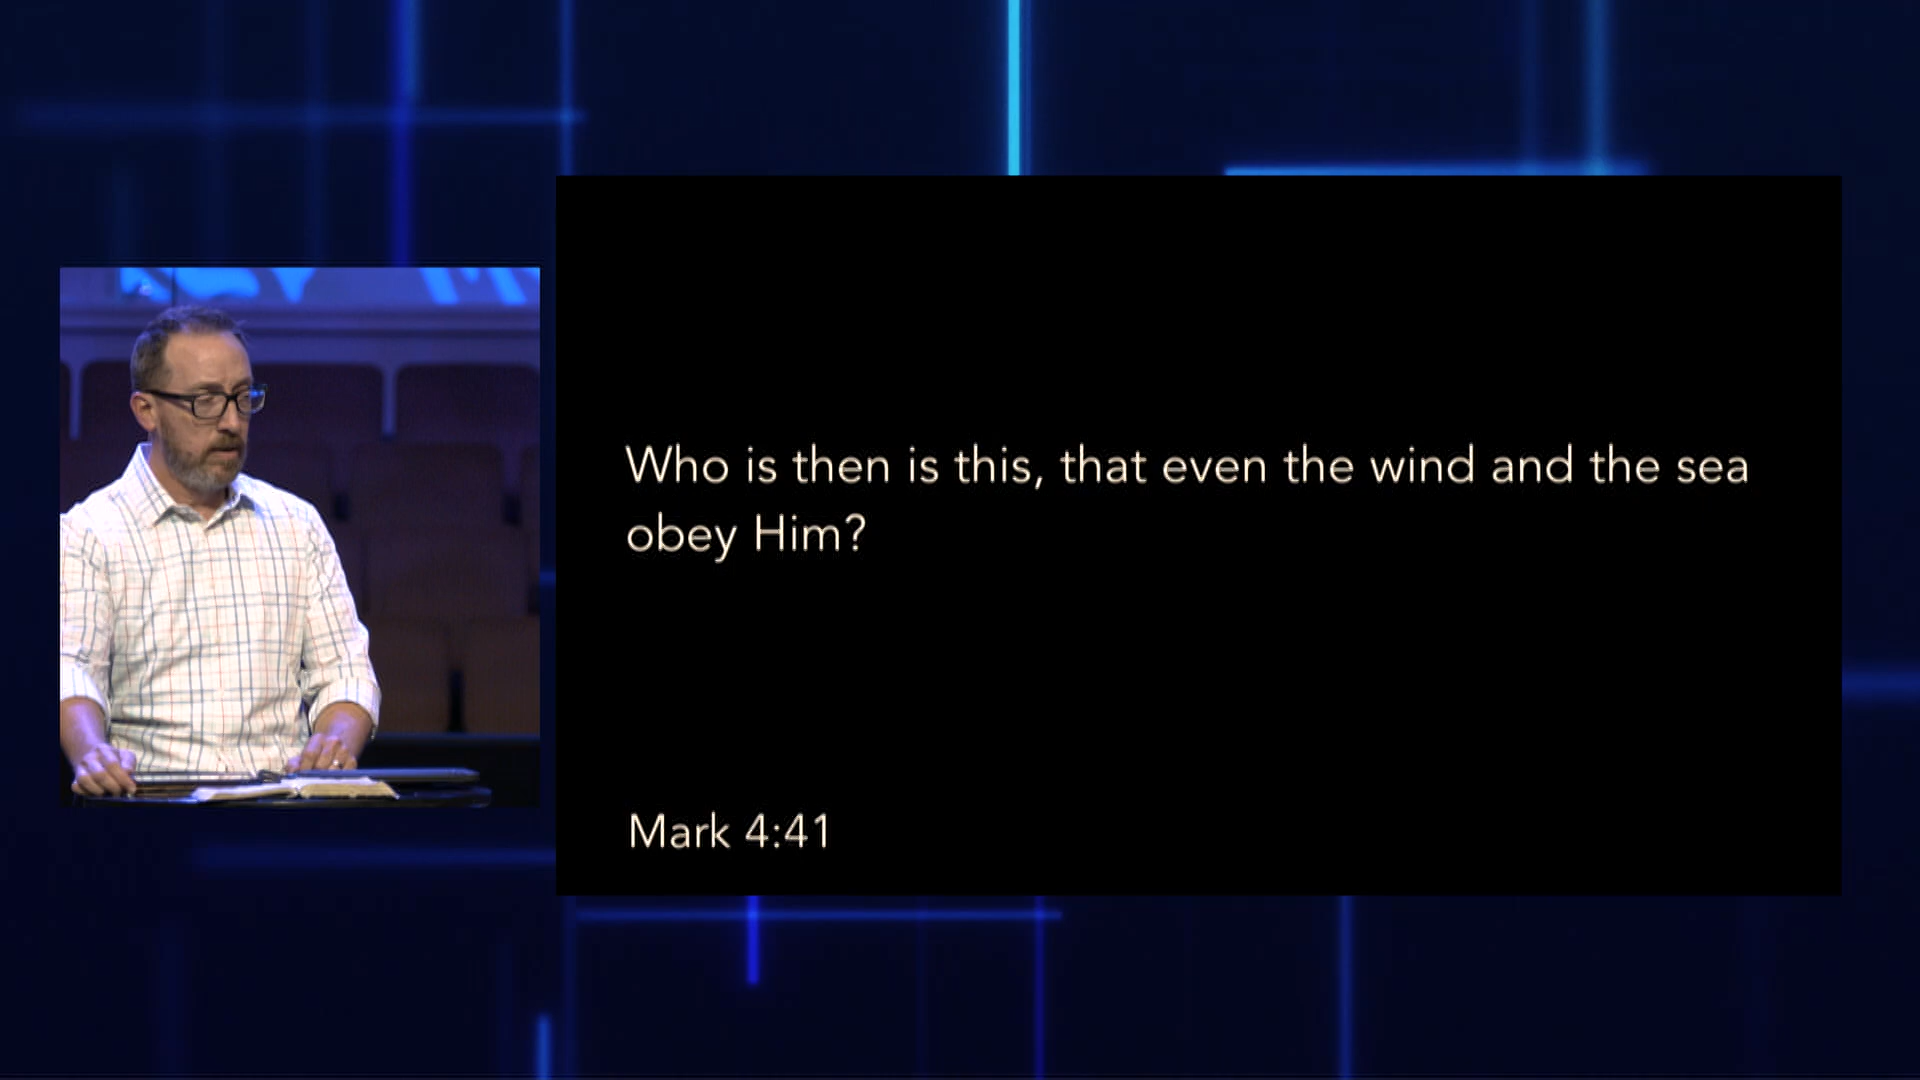 Who is then is this, that even the wind and the sea
obey Him?
Mark 4:41